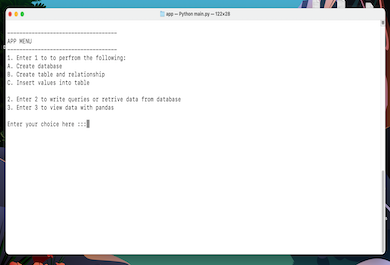 app — Python main.py — 122×28
------------------------------------
APP MENU
------------------------------------
1. Enter 1 to to perfrom the following:
A. Create database
B. Create table and relationship
C. Insert values into table
2. Enter 2 to write queries or retrive data from database
3. Enter 3 to view data with pandas
Enter your choice here :::